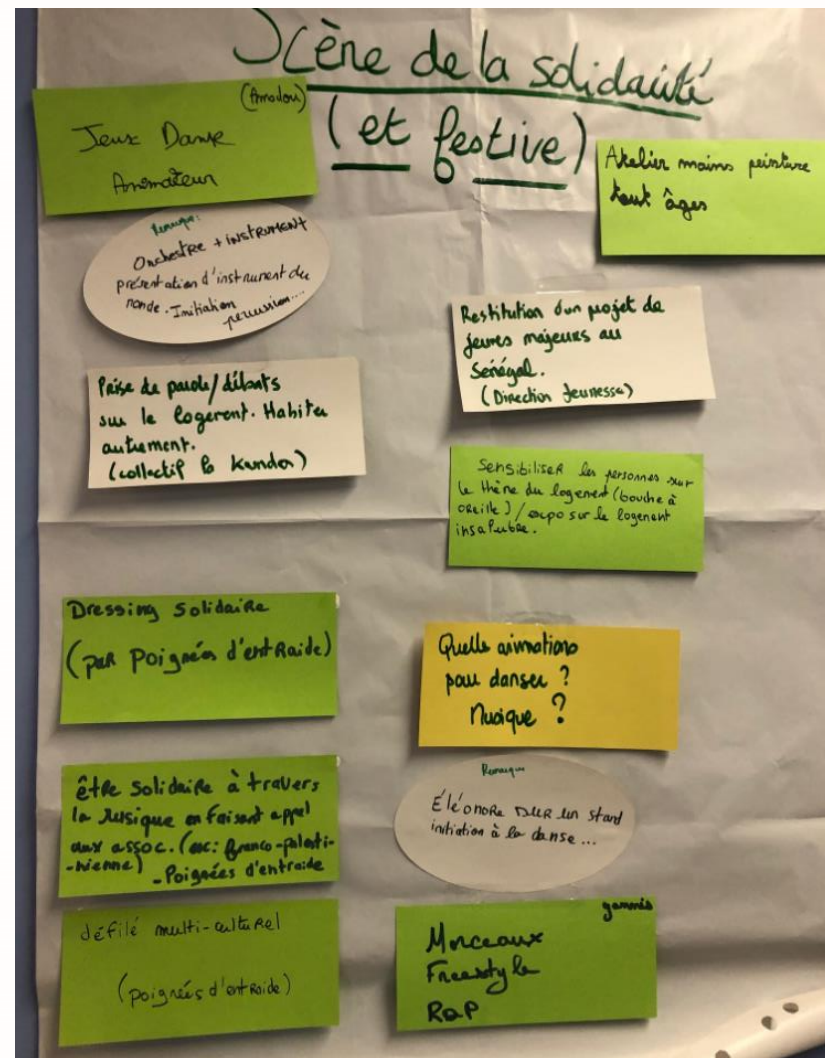 Scène de la solidarité
(et festive)
(Amadou)
Jeux Danse
Animateur
Remarque:
Orchestre + INSTRUMENT
présentation d'instrument du
monde. Initiation
percussion....
Prise de parole/débats
sur le logement. Habiter
autrement.
(collectif la Kunda)
Dressing solidaire
(par Poignées d'entraide)
être solidaire à travers
la Musique en faisant appel
aux assoc. (ex: franco-palesti-
-nienne) - Poignées d'entraide
défilé multi-culturel
(poignées d'entraide)
Atelier mains peinture
tout âges
Restitution d'un projet de
jeunes majeurs au
Sénégal.
(Direction Jeunesse)
Sensibiliser les personnes sur
le thème du logement (bouche à
oreille) / expo sur le logement
insalubre.
Quelle animations
pour danser ?
Musique ?
Remarque
Éléonore sur un stand
initiation à la danse...
Morceaux
Freestyle
Rap